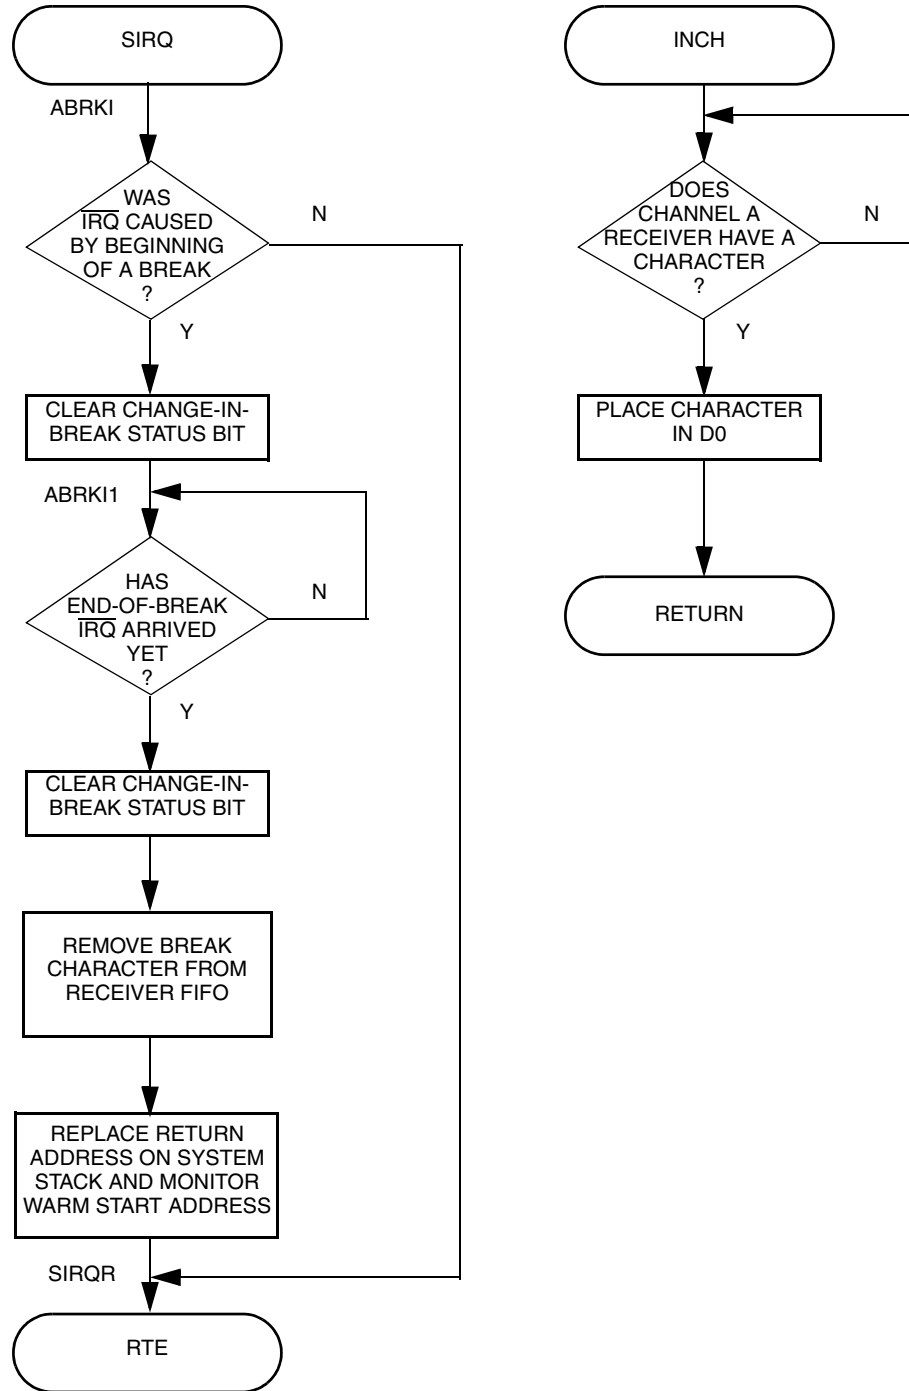 SIRQ
ABRKI
WAS
IRQ CAUSED
BY BEGINNING
OF A BREAK
?
N
Y
CLEAR CHANGE-IN-
BREAK STATUS BIT
ABRKI1
HAS
END-OF-BREAK
IRQ ARRIVED
YET
?
N
Y
CLEAR CHANGE-IN-
BREAK STATUS BIT
REMOVE BREAK
CHARACTER FROM
RECEIVER FIFO
REPLACE RETURN
ADDRESS ON SYSTEM
STACK AND MONITOR
WARM START ADDRESS
SIRQR
RTE
INCH
DOES
CHANNEL A
RECEIVER HAVE A
CHARACTER
?
N
Y
PLACE CHARACTER
IN D0
RETURN